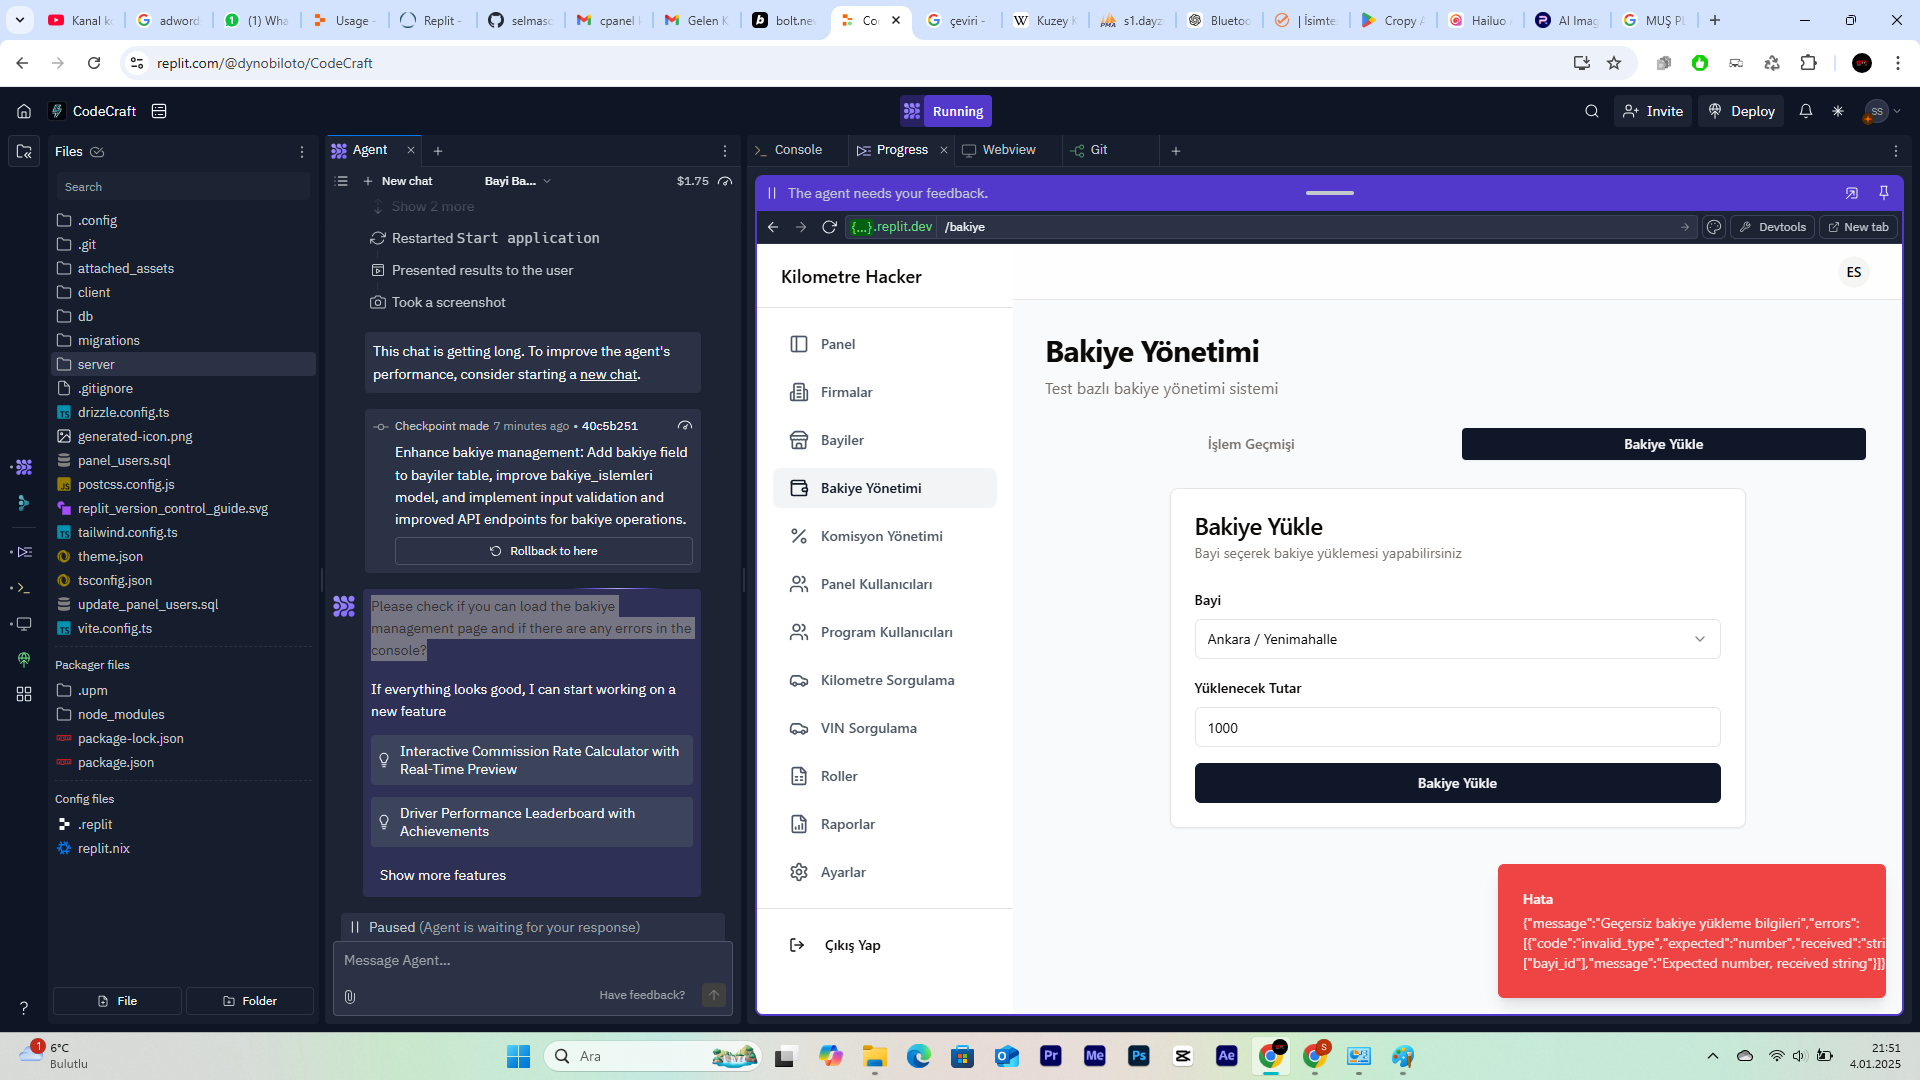 Kanal k
adword
(1) Wha
Usage -
Replit -
selmasc
cpanel
Gelen K
bolt.nev
Co
çeviri -
Kuzey K
s1.dayz
Bluetoo
| İsimtes
Cropy A
Hailuo
AI Imag
MUŞ PL
replit.com/@dynobiloto/CodeCraft
CodeCraft
Running
Invite
Deploy
SS
Files
Search
.config
.git
attached_assets
client
db
migrations
server
.gitignore
drizzle.config.ts
generated-icon.png
panel_users.sql
postcss.config.js
replit_version_control_guide.svg
tailwind.config.ts
theme.json
tsconfig.json
update_panel_users.sql
vite.config.ts
Packager files
.upm
node_modules
package-lock.json
package.json
Config files
.replit
replit.nix
File
Folder
Agent
New chat
Bayi Ba...
$1.75
Show 2 more
Restarted Start application
Presented results to the user
Took a screenshot
This chat is getting long. To improve the agent's
performance, consider starting a new chat.
Checkpoint made 7 minutes ago • 40c5b251
Enhance bakiye management: Add bakiye field
to bayiler table, improve bakiye_islemleri
model, and implement input validation and
improved API endpoints for bakiye operations.
Rollback to here
Please check if you can load the bakiye
management page and if there are any errors in the
console?
If everything looks good, I can start working on a
new feature
Interactive Commission Rate Calculator with
Real-Time Preview
Driver Performance Leaderboard with
Achievements
Show more features
Paused (Agent is waiting for your response)
Message Agent...
Have feedback?
Console
Progress
Webview
Git
The agent needs your feedback.
{...}.replit.dev
/bakiye
Devtools
New tab
Kilometre Hacker
ES
Panel
Firmalar
Bayiler
Bakiye Yönetimi
Komisyon Yönetimi
Panel Kullanıcıları
Program Kullanıcıları
Kilometre Sorgulama
VIN Sorgulama
Roller
Raporlar
Ayarlar
Çıkış Yap
Bakiye Yönetimi
Test bazlı bakiye yönetimi sistemi
İşlem Geçmişi
Bakiye Yükle
Bakiye Yükle
Bayi seçerek bakiye yüklemesi yapabilirsiniz
Bayi
Ankara / Yenimahalle
Yüklenecek Tutar
1000
Bakiye Yükle
Hata
{"message":"Geçersiz bakiye yükleme bilgileri","errors":
[{"code":"invalid_type","expected":"number","received":"stri
["bayi_id"],"message":"Expected number, received string"}]}
1
6°C
Bulutlu
Ara
Pr
Me
Ps
Ae
S
21:51
4.01.2025